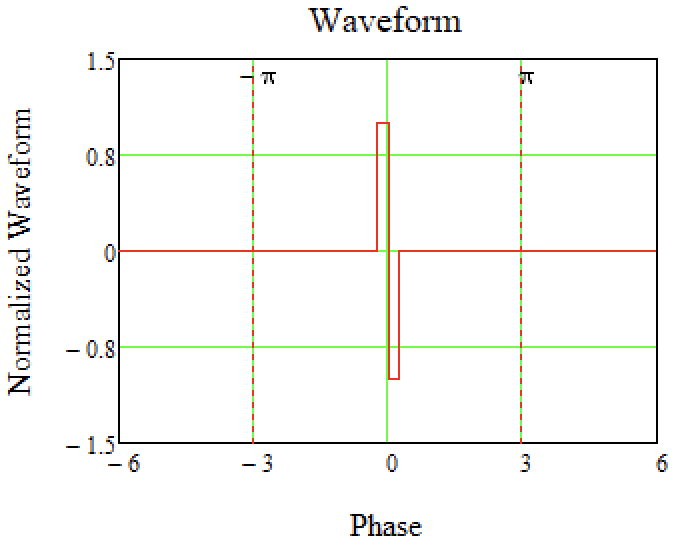 Waveform
1.5
− π π
0.8
Normalized Waveform
0
− 0.8
− 1.5
− 6 − 3 0 3 6
Phase